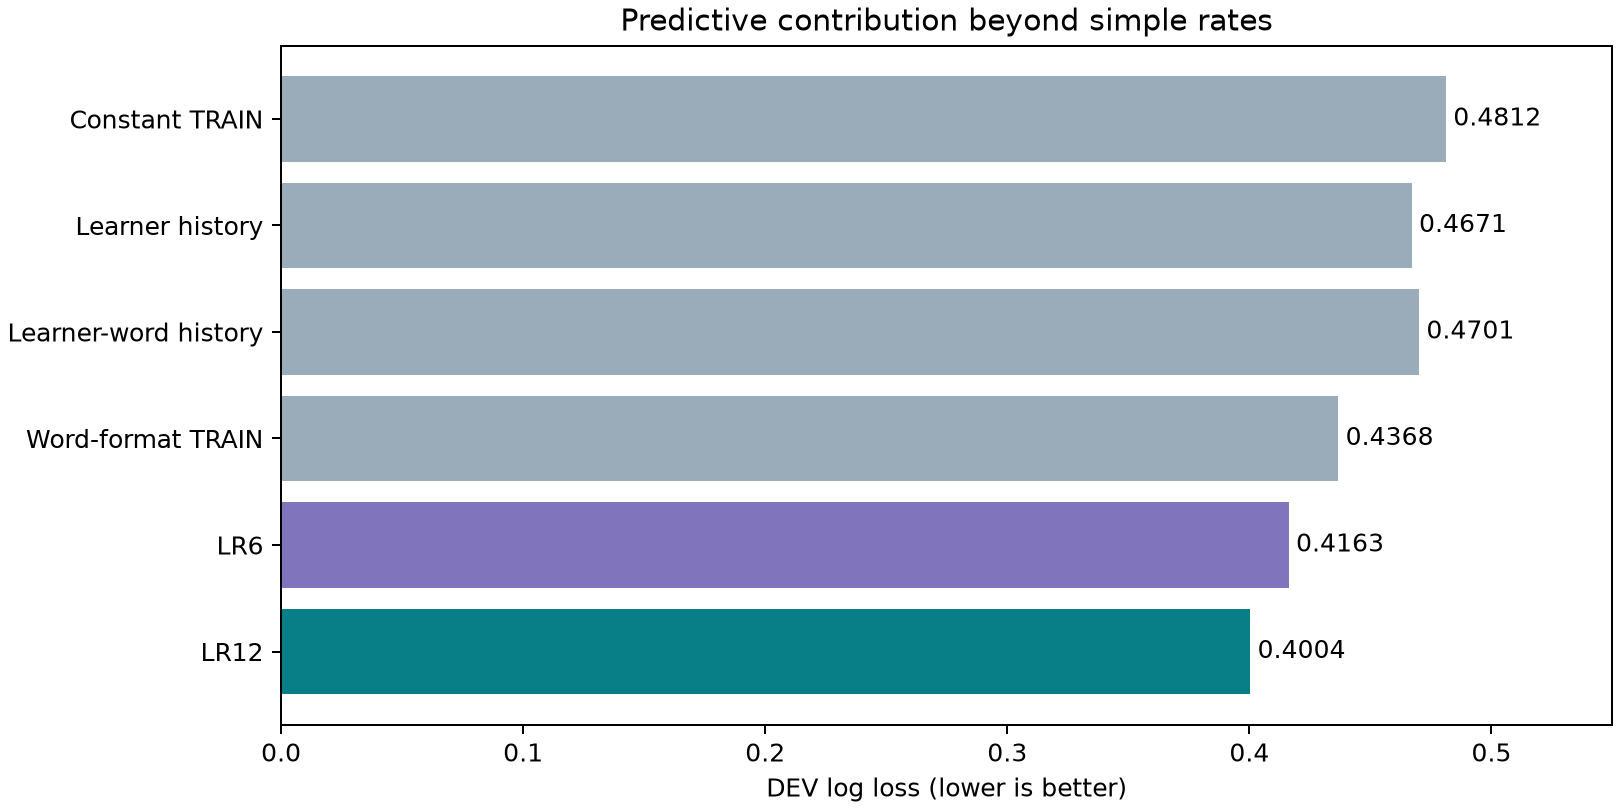 Predictive contribution beyond simple rates
Constant TRAIN 0.4812
Learner history 0.4671
Learner-word history 0.4701
Word-format TRAIN 0.4368
LR6 0.4163
LR12 0.4004
0.0 0.1 0.2 0.3 0.4 0.5
DEV log loss (lower is better)